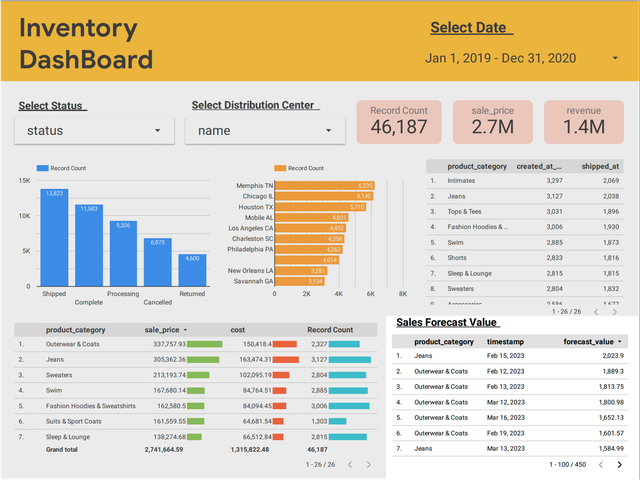 Inventory
DashBoard
Select Date
Jan 1, 2019 - Dec 31, 2020
Select Status
status
Select Distribution Center
name
Record Count
46,187
sale_price
2.7M
revenue
1.4M
Record Count
15K
10K
5K
0
13,823
11,583
9,306
6,875
4,600
Shipped
Processing
Returned
Complete
Cancelled
Record Count
Memphis TN 6,235
Chicago IL 6,140
Houston TX 5,710
Mobile AL 4,601
Los Angeles CA 4,452
Charleston SC 4,358
Philadelphia PA 4,262
4,014
New Orleans LA 3,281
Savannah GA 3,134
0 2K 4K 6K 8K
product_category created_at_... shipped_at
1. Intimates 3,297 2,069
2. Jeans 3,127 2,038
3. Tops & Tees 3,031 1,896
4. Fashion Hoodies & ... 3,006 1,930
5. Swim 2,885 1,873
6. Shorts 2,833 1,816
7. Sleep & Lounge 2,815 1,815
8. Sweaters 2,804 1,832
9. Accessories 2,586 1,677
1 - 26 / 26
product_category sale_price cost Record Count
1. Outerwear & Coats 337,757.93 150,418.4 2,327
2. Jeans 305,362.36 163,474.31 3,127
3. Sweaters 213,193.74 102,095.19 2,804
4. Swim 167,680.14 84,764.51 2,885
5. Fashion Hoodies & Sweatshirts 162,580.5 84,094.45 3,006
6. Suits & Sport Coats 161,559.55 64,681.54 1,303
7. Sleep & Lounge 138,274.68 66,512.84 2,815
Grand total 2,741,664.59 1,315,822.48 46,187
1 - 26 / 26
Sales Forecast Value
product_category timestamp forecast_value
1. Jeans Feb 15, 2023 2,023.9
2. Outerwear & Coats Feb 12, 2023 1,889.3
3. Outerwear & Coats Feb 13, 2023 1,813.75
4. Outerwear & Coats Mar 12, 2023 1,800.98
5. Outerwear & Coats Mar 16, 2023 1,652.13
6. Outerwear & Coats Feb 19, 2023 1,601.57
7. Jeans Mar 13, 2023 1,584.99
1 - 100 / 450